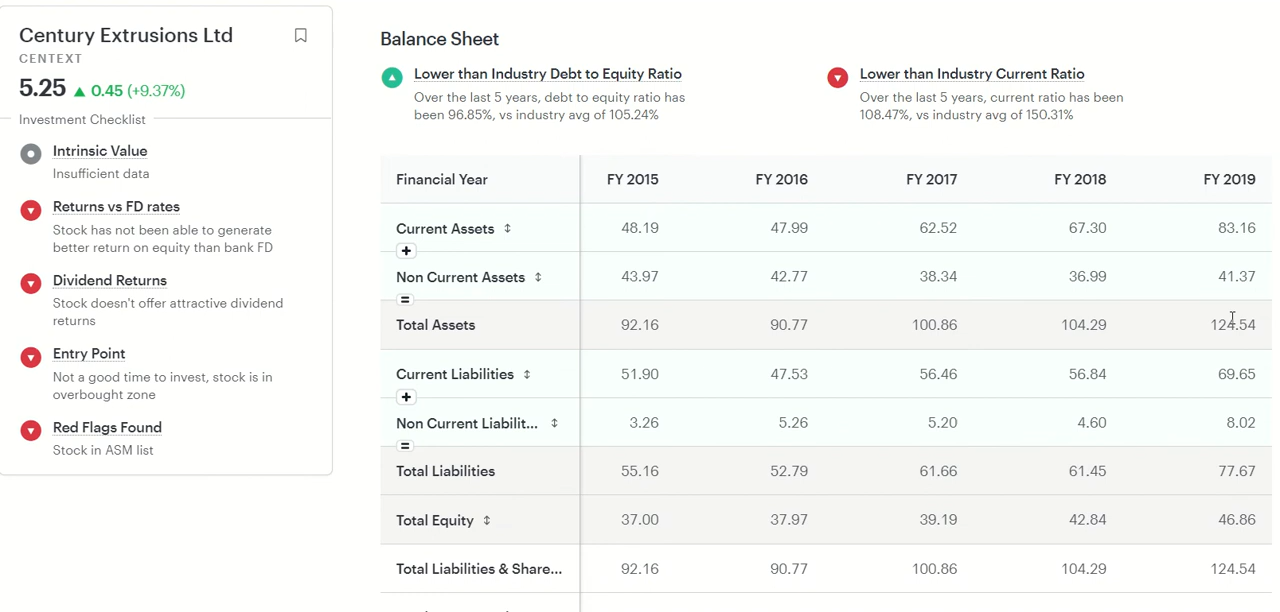 Century Extrusions Ltd
CENTEXT
5.25 ▲ 0.45 (+9.37%)
Investment Checklist
Intrinsic Value
Insufficient data
Returns vs FD rates
Stock has not been able to generate
better return on equity than bank FD
Dividend Returns
Stock doesn't offer attractive dividend
returns
Entry Point
Not a good time to invest, stock is in
overbought zone
Red Flags Found
Stock in ASM list
Balance Sheet
Lower than Industry Debt to Equity Ratio
Over the last 5 years, debt to equity ratio has
been 96.85%, vs industry avg of 105.24%
Lower than Industry Current Ratio
Over the last 5 years, current ratio has been
108.47%, vs industry avg of 150.31%
Financial Year FY 2015 FY 2016 FY 2017 FY 2018 FY 2019
Current Assets 48.19 47.99 62.52 67.30 83.16
+
Non Current Assets 43.97 42.77 38.34 36.99 41.37
=
Total Assets 92.16 90.77 100.86 104.29 124.54
Current Liabilities 51.90 47.53 56.46 56.84 69.65
+
Non Current Liabilit... 3.26 5.26 5.20 4.60 8.02
=
Total Liabilities 55.16 52.79 61.66 61.45 77.67
Total Equity 37.00 37.97 39.19 42.84 46.86
Total Liabilities & Share... 92.16 90.77 100.86 104.29 124.54